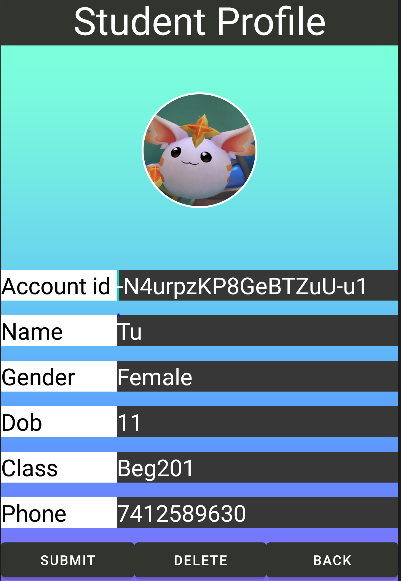 Student Profile
Account id -N4urpzKP8GeBTZuU-u1
Name Tu
Gender Female
Dob 11
Class Beg201
Phone 7412589630
SUBMIT DELETE BACK